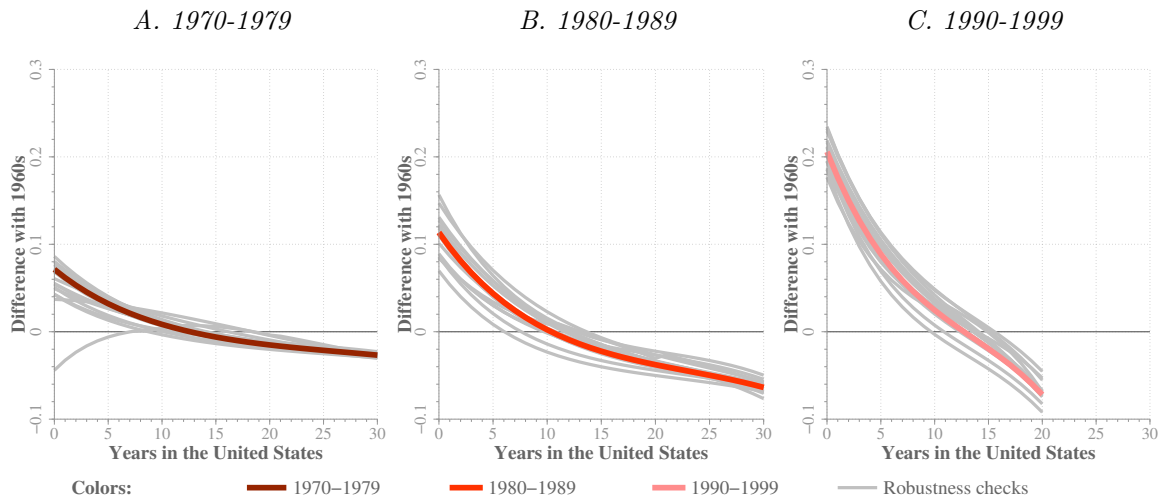 A. 1970-1979
B. 1980-1989
C. 1990-1999
Difference with 1960s
0.3
0.2
0.1
0
−0.1
0 5 10 15 20 25 30
Years in the United States
Difference with 1960s
0.3
0.2
0.1
0
−0.1
0 5 10 15 20 25 30
Years in the United States
Difference with 1960s
0.3
0.2
0.1
0
−0.1
0 5 10 15 20 25 30
Years in the United States
Colors: 1970−1979 1980−1989 1990−1999 Robustness checks